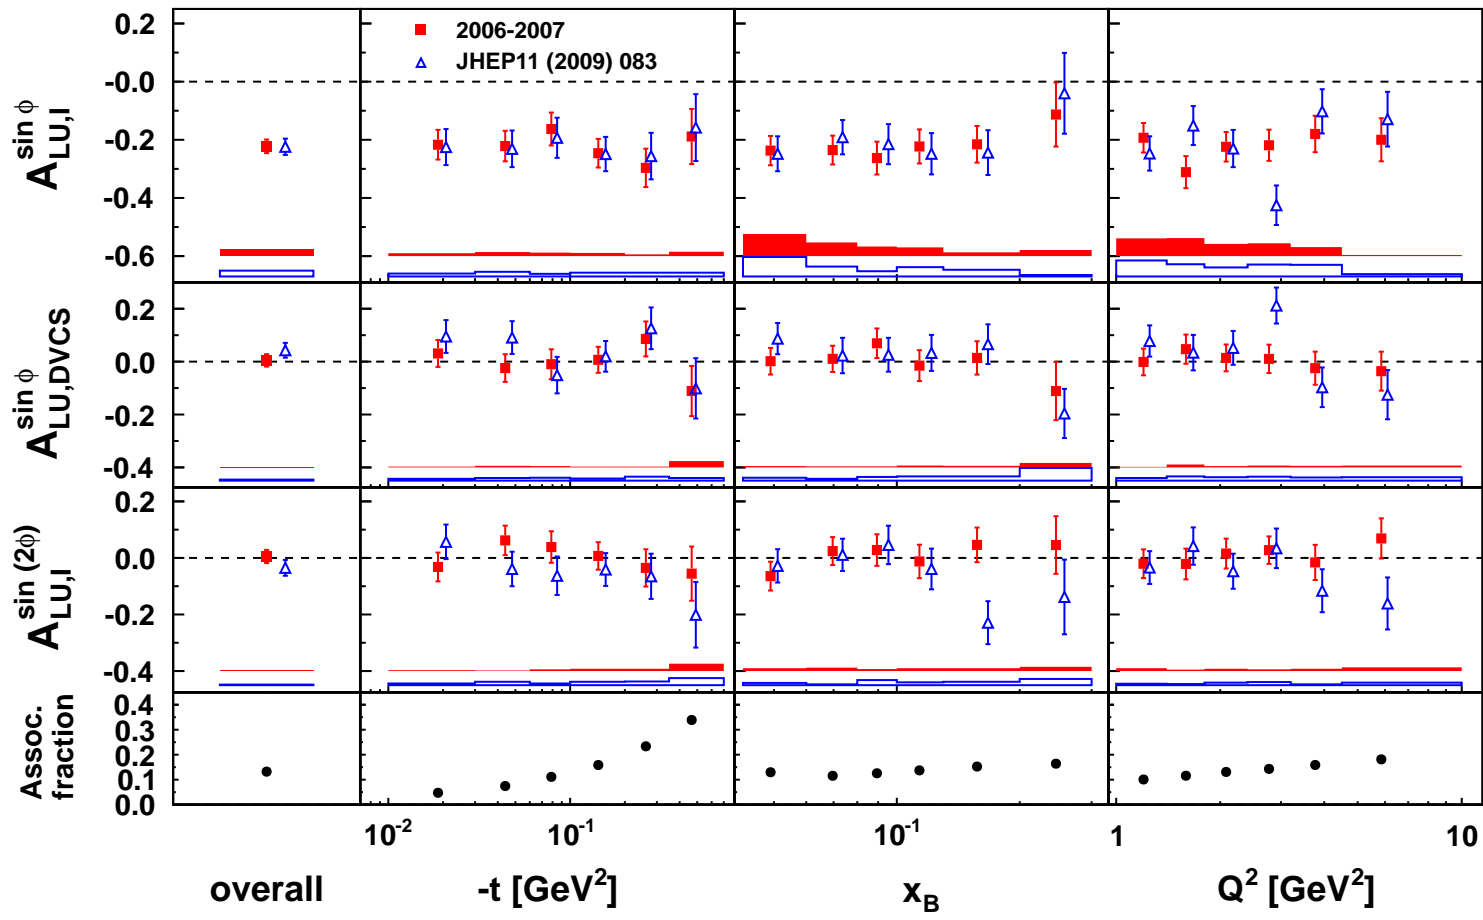 2006-2007
JHEP11 (2009) 083
A_{LU,I}^{sin ϕ}
0.2
-0.0
-0.2
-0.4
-0.6
A_{LU,DVCS}^{sin ϕ}
0.2
0.0
-0.2
-0.4
A_{LU,I}^{sin (2ϕ)}
0.2
0.0
-0.2
-0.4
Assoc.
fraction
0.4
0.3
0.2
0.1
0.0
10^{-2} 10^{-1} 10^{-1} 1 10
overall -t [GeV^2] x_B Q^2 [GeV^2]